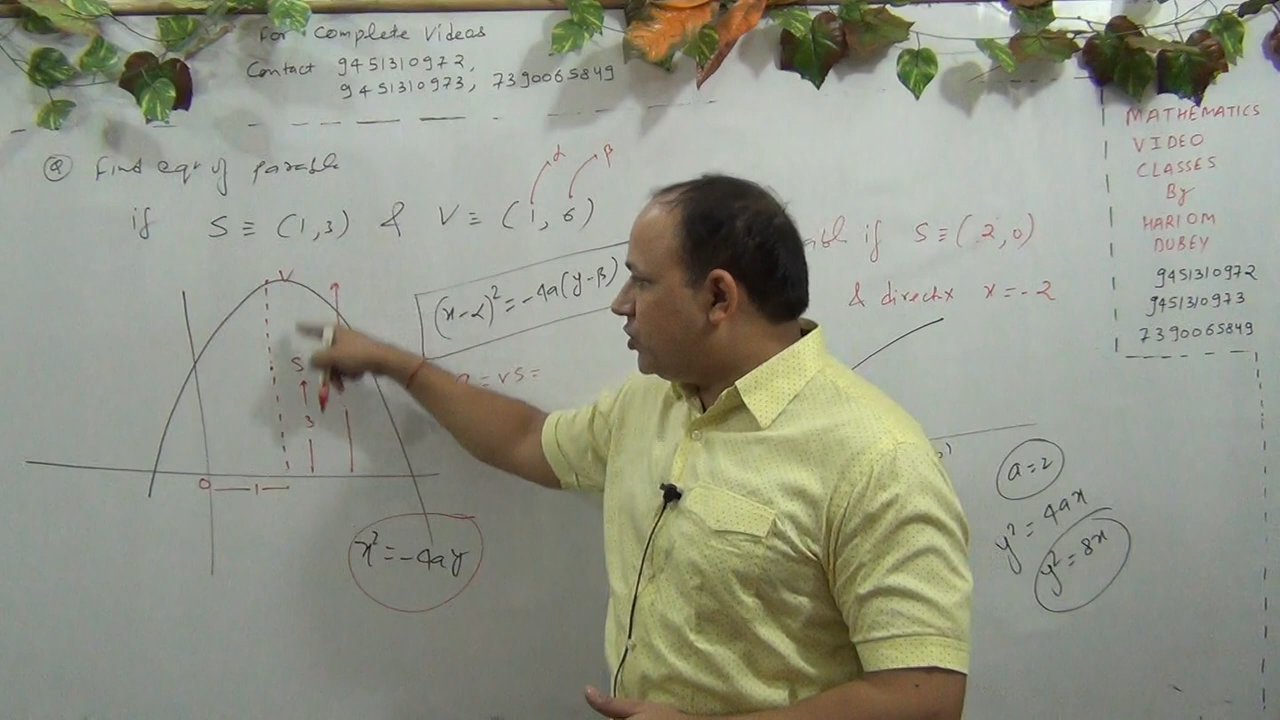 For Complete Videos
Contact 9451310972,
9451310973, 7390065849
Q Find eqn of parabola
α β
if S ≡ (1,3) & V ≡ (1, 6)
(x-α)²=-4a(y-β)
a = VS =
V
S
3
O 1
x²=-4ay
if S≡(2,0)
& directx x=-2
a=2
y²=4ax
y²=8x
MATHEMATICS
VIDEO
CLASSES
By
HARIOM
DUBEY
9451310972
9451310973
7390065849